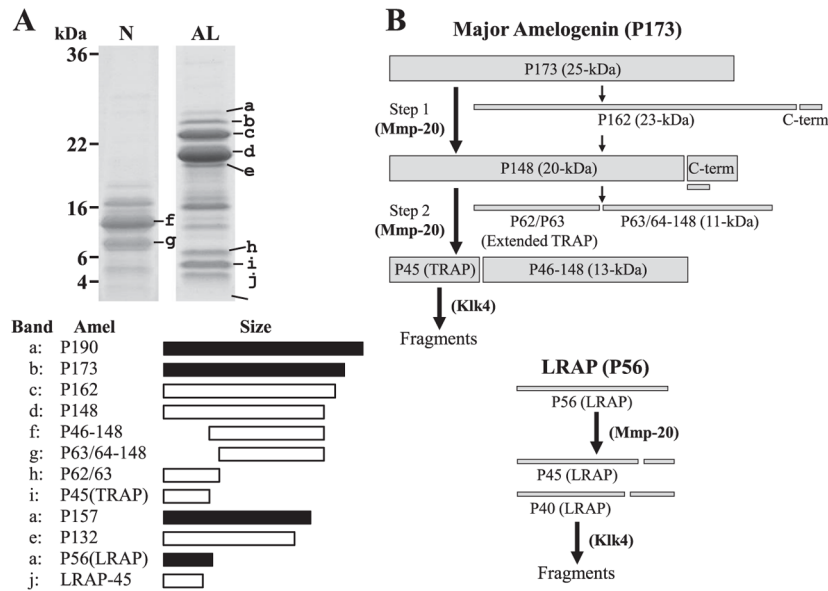 A
kDa N AL
36
22
16
6
4
a
b
c
d
e
f
g
h
i
j
Band Amel Size
a: P190
b: P173
c: P162
d: P148
f: P46-148
g: P63/64-148
h: P62/63
i: P45(TRAP)
a: P157
e: P132
a: P56(LRAP)
j: LRAP-45
B
Major Amelogenin (P173)
P173 (25-kDa)
Step 1
(Mmp-20)
P162 (23-kDa) C-term
P148 (20-kDa) C-term
Step 2
(Mmp-20)
P62/P63 P63/64-148 (11-kDa)
(Extended TRAP)
P45 (TRAP) P46-148 (13-kDa)
(Klk4)
Fragments
LRAP (P56)
P56 (LRAP)
(Mmp-20)
P45 (LRAP)
P40 (LRAP)
(Klk4)
Fragments